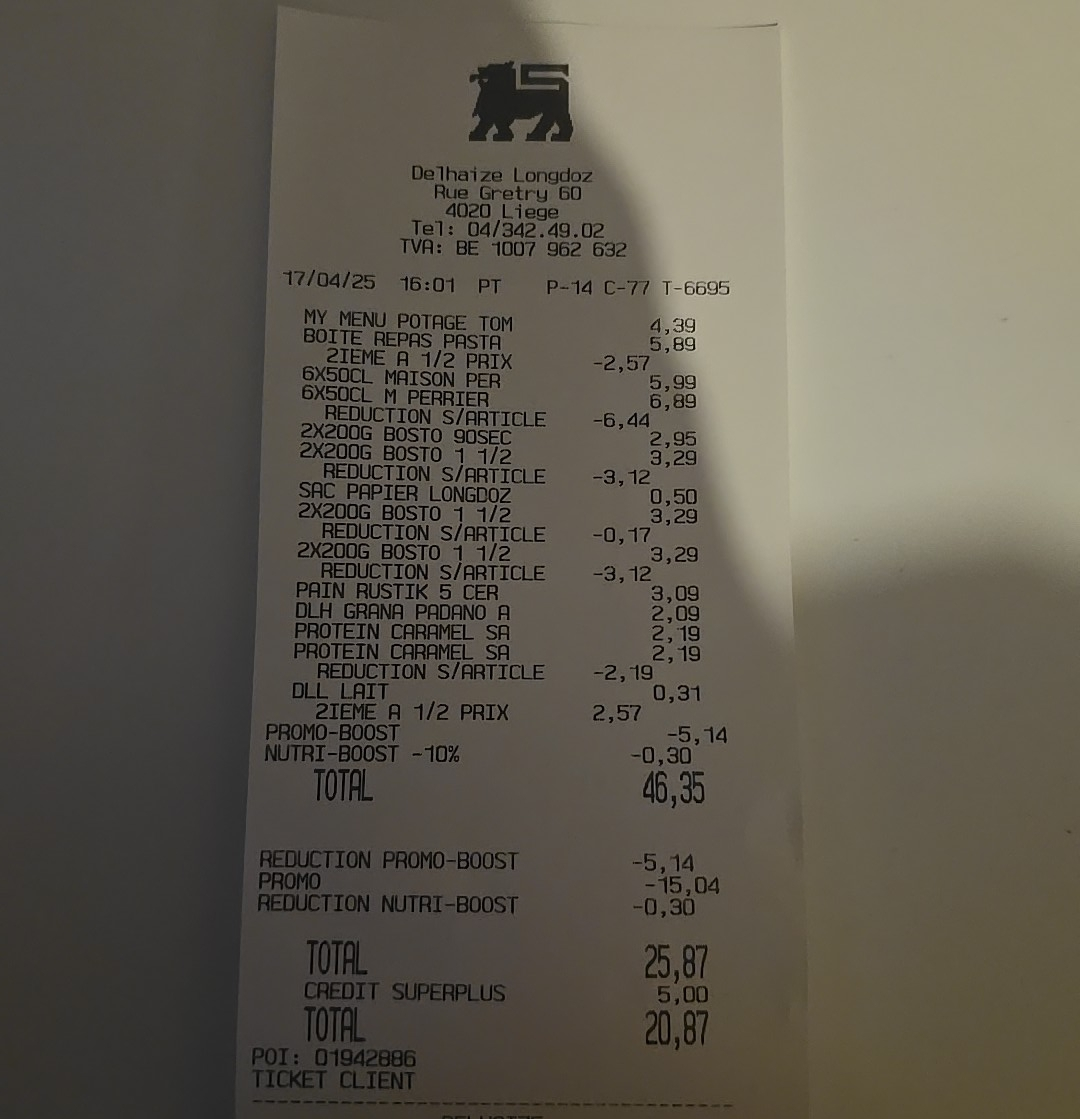 Delhaize Longdoz
Rue Gretry 60
4020 Liege
Tel: 04/342.49.02
TVA: BE 1007 962 632
17/04/25 16:01 PT P-14 C-77 T-6695
MY MENU POTAGE TOM 4,39
BOITE REPAS PASTA 5,89
2IEME A 1/2 PRIX -2,57
6X50CL MAISON PER 5,99
6X50CL M PERRIER 6,89
REDUCTION S/ARTICLE -6,44
2X200G BOSTO 90SEC 2,95
2X200G BOSTO 1 1/2 3,29
REDUCTION S/ARTICLE -3,12
SAC PAPIER LONGDOZ 0,50
2X200G BOSTO 1 1/2 3,29
REDUCTION S/ARTICLE -0,17
2X200G BOSTO 1 1/2 3,29
REDUCTION S/ARTICLE -3,12
PAIN RUSTIK 5 CER 3,09
DLH GRANA PADANO A 2,09
PROTEIN CARAMEL SA 2,19
PROTEIN CARAMEL SA 2,19
REDUCTION S/ARTICLE -2,19
DLL LAIT 0,31
2IEME A 1/2 PRIX 2,57
PROMO-BOOST -5,14
NUTRI-BOOST -10% -0,30
TOTAL 46,35
REDUCTION PROMO-BOOST -5,14
PROMO -15,04
REDUCTION NUTRI-BOOST -0,30
TOTAL 25,87
CREDIT SUPERPLUS 5,00
TOTAL 20,87
POI: 01942886
TICKET CLIENT